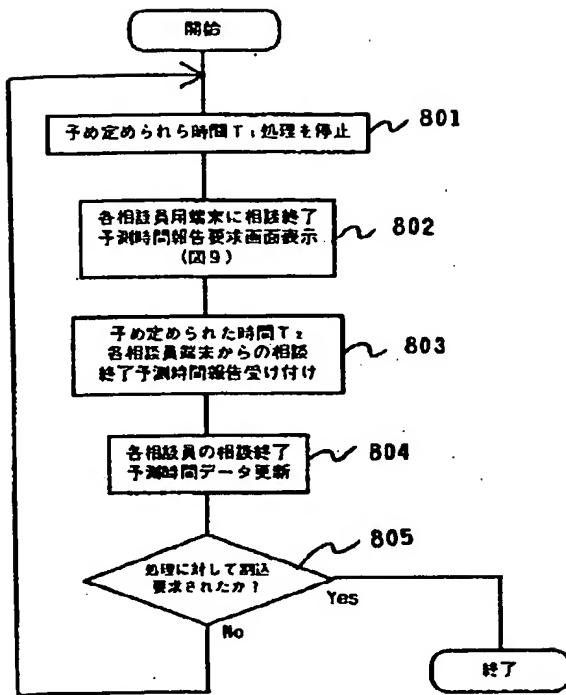 開始
予め定められら時間T₁処理を停止
801
各相談員用端末に相談終了
予測時間報告要求画面表示
(図9)
802
予め定められた時間T₂
各相談員端末からの相談
終了予測時間報告受け付け
803
各相談員の相談終了
予測時間データ更新
804
処理に対して割込
要求されたか?
805
Yes
No
終了